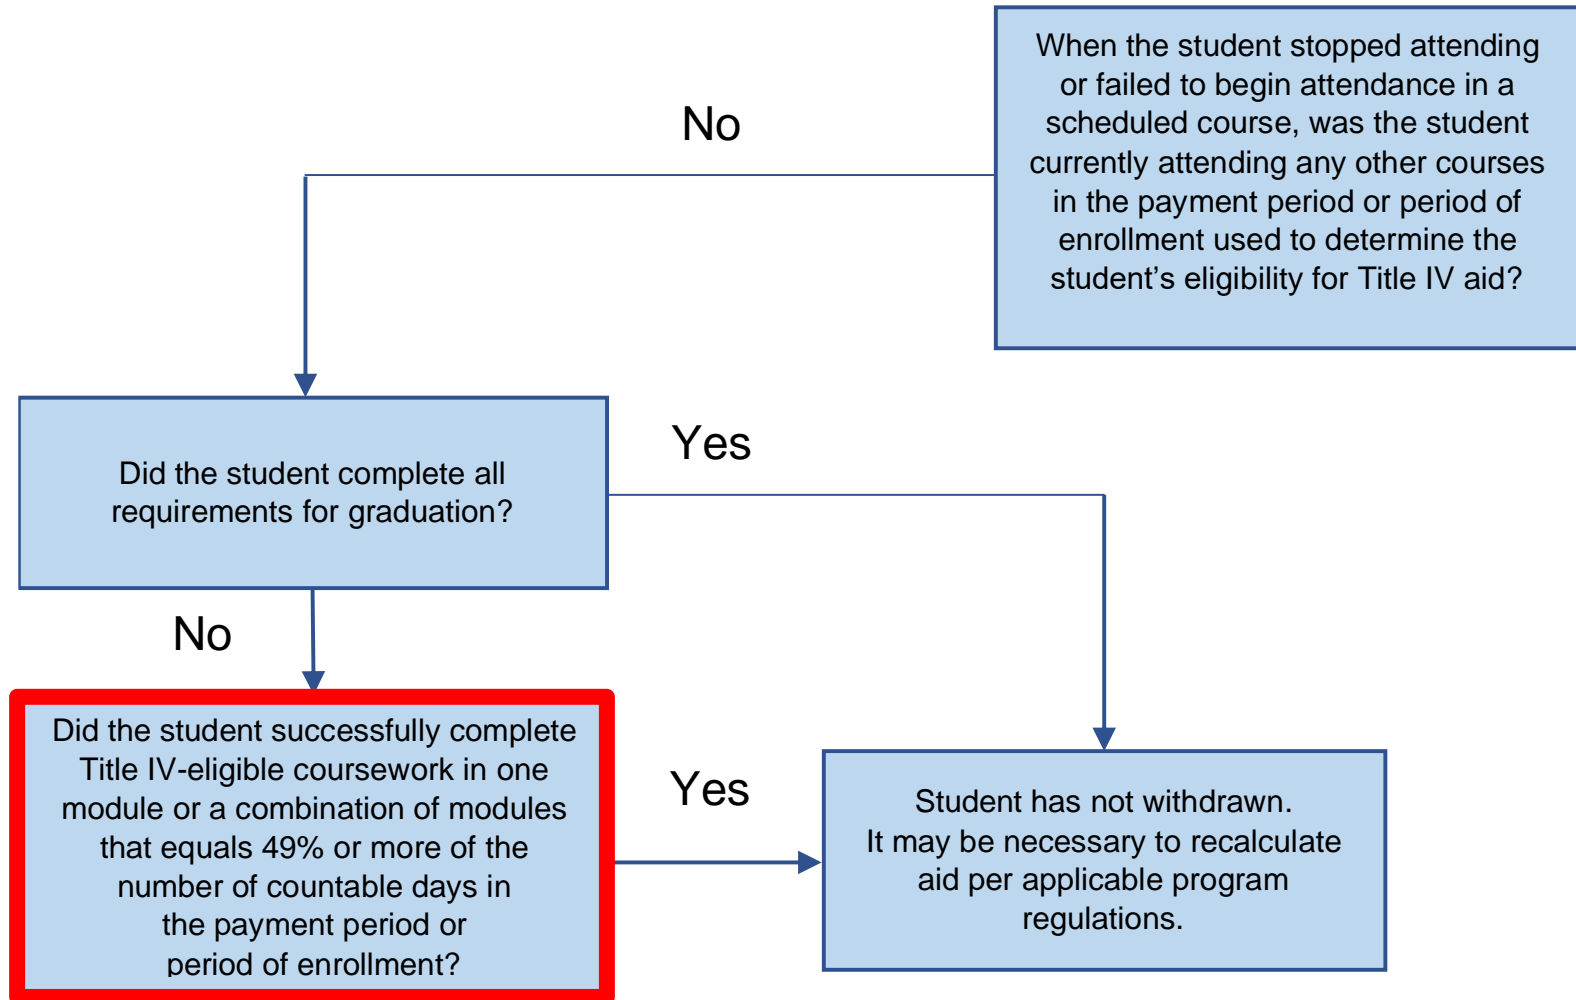 When the student stopped attending
or failed to begin attendance in a
scheduled course, was the student
currently attending any other courses
in the payment period or period of
enrollment used to determine the
student’s eligibility for Title IV aid?
No
Did the student complete all
requirements for graduation?
Yes
No
Did the student successfully complete
Title IV-eligible coursework in one
module or a combination of modules
that equals 49% or more of the
number of countable days in
the payment period or
period of enrollment?
Yes
Student has not withdrawn.
It may be necessary to recalculate
aid per applicable program
regulations.